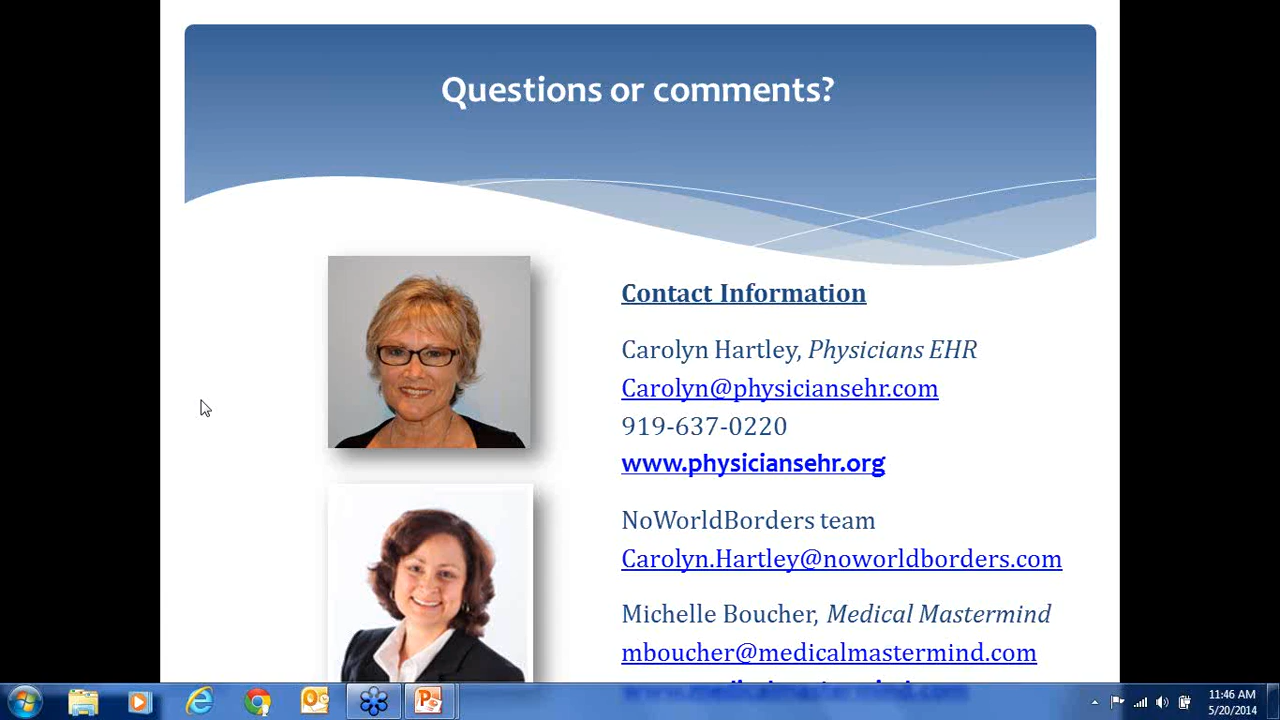 Questions or comments?
Contact Information
Carolyn Hartley, Physicians EHR
Carolyn@physiciansehr.com
919-637-0220
www.physiciansehr.org
NoWorldBorders team
Carolyn.Hartley@noworldborders.com
Michelle Boucher, Medical Mastermind
mboucher@medicalmastermind.com
11:46 AM
5/20/2014